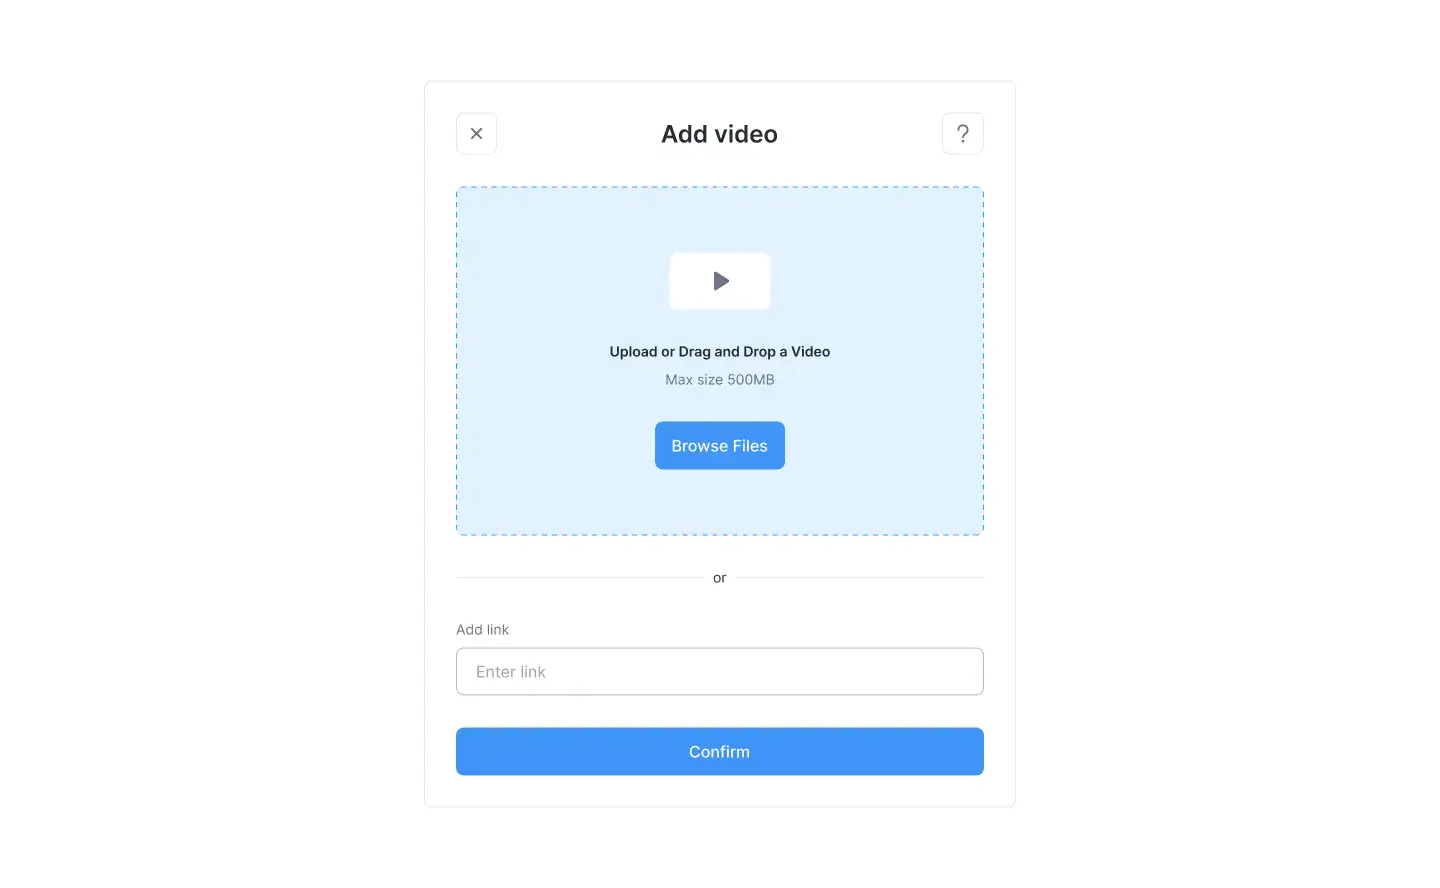 Add video
?
Upload or Drag and Drop a Video
Max size 500MB
Browse Files
or
Add link
Enter link
Confirm